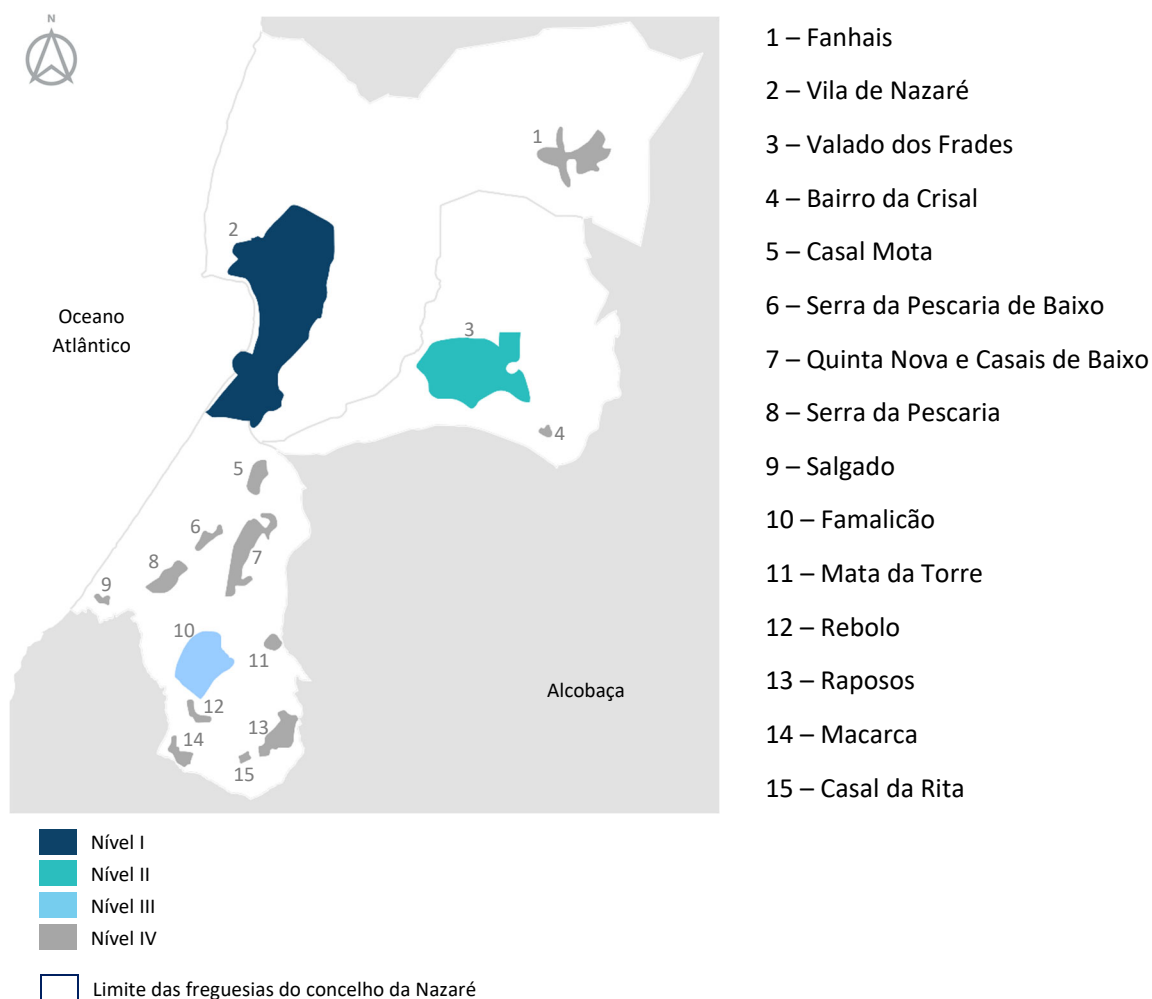 N
1
2
Oceano
Atlântico
3
4
5
6
7
8
9
10
11
Alcobaça
12
13
14
15
1 – Fanhais
2 – Vila de Nazaré
3 – Valado dos Frades
4 – Bairro da Crisal
5 – Casal Mota
6 – Serra da Pescaria de Baixo
7 – Quinta Nova e Casais de Baixo
8 – Serra da Pescaria
9 – Salgado
10 – Famalicão
11 – Mata da Torre
12 – Rebolo
13 – Raposos
14 – Macarca
15 – Casal da Rita
Nível I
Nível II
Nível III
Nível IV
Limite das freguesias do concelho da Nazaré